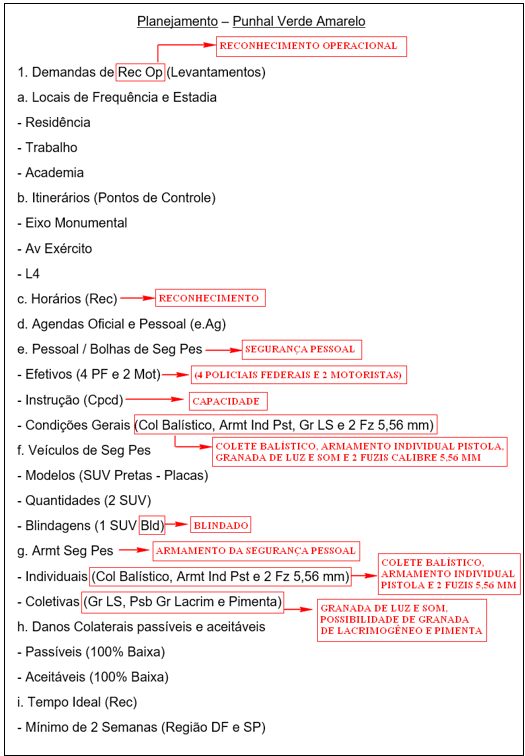 Planejamento – Punhal Verde Amarelo
RECONHECIMENTO OPERACIONAL
1. Demandas de Rec Op (Levantamentos)
a. Locais de Frequência e Estadia
- Residência
- Trabalho
- Academia
b. Itinerários (Pontos de Controle)
- Eixo Monumental
- Av Exército
- L4
c. Horários (Rec) RECONHECIMENTO
d. Agendas Oficial e Pessoal (e.Ag)
e. Pessoal / Bolhas de Seg Pes SEGURANÇA PESSOAL
- Efetivos (4 PF e 2 Mot) (4 POLICIAIS FEDERAIS E 2 MOTORISTAS)
- Instrução (Cpcd) CAPACIDADE
- Condições Gerais (Col Balístico, Armt Ind Pst, Gr LS e 2 Fz 5,56 mm)
f. Veículos de Seg Pes
COLETE BALÍSTICO, ARMAMENTO INDIVIDUAL PISTOLA,
GRANADA DE LUZ E SOM E 2 FUZIS CALIBRE 5,56 MM
- Modelos (SUV Pretas - Placas)
- Quantidades (2 SUV)
- Blindagens (1 SUV Bld) BLINDADO
g. Armt Seg Pes ARMAMENTO DA SEGURANÇA PESSOAL
- Individuais (Col Balístico, Armt Ind Pst e 2 Fz 5,56 mm)
COLETE BALÍSTICO,
ARMAMENTO INDIVIDUAL
PISTOLA E 2 FUZIS 5,56 MM
- Coletivas (Gr LS, Psb Gr Lacrim e Pimenta)
GRANADA DE LUZ E SOM,
POSSIBILIDADE DE GRANADA
DE LACRIMOGÊNEO E PIMENTA
h. Danos Colaterais passíveis e aceitáveis
- Passíveis (100% Baixa)
- Aceitáveis (100% Baixa)
i. Tempo Ideal (Rec)
- Mínimo de 2 Semanas (Região DF e SP)